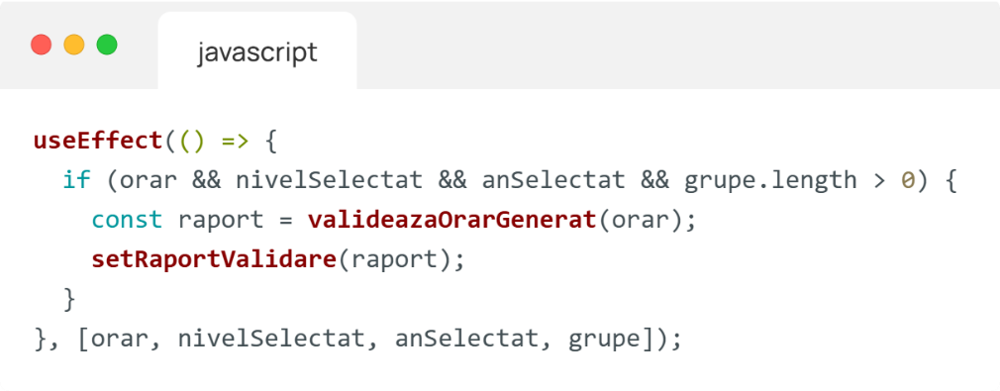 javascript
useEffect(() => {
  if (orar && nivelSelectat && anSelectat && grupe.length > 0) {
    const raport = valideazaOrarGenerat(orar);
    setRaportValidare(raport);
  }
}, [orar, nivelSelectat, anSelectat, grupe]);